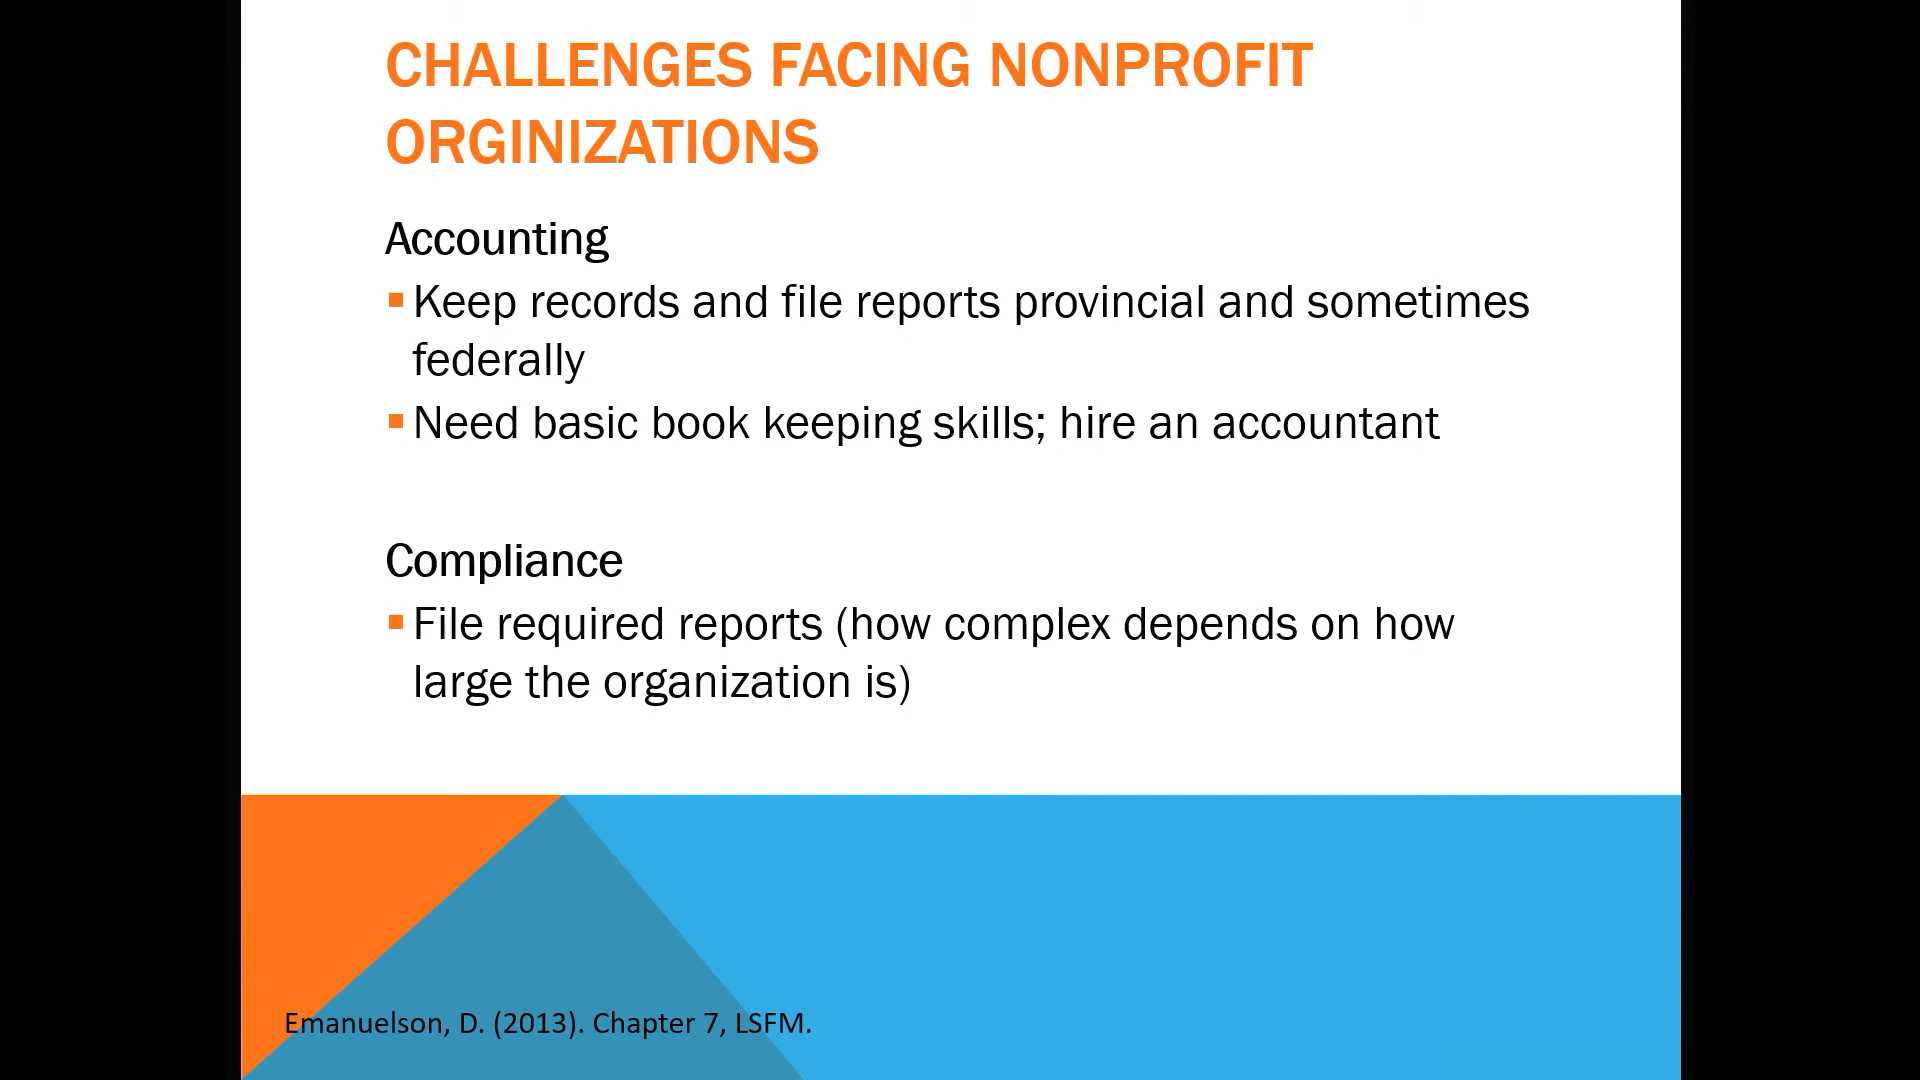 CHALLENGES FACING NONPROFIT
ORGINIZATIONS
Accounting
▪Keep records and file reports provincial and sometimes
federally
▪Need basic book keeping skills; hire an accountant
Compliance
▪File required reports (how complex depends on how
large the organization is)
Emanuelson, D. (2013). Chapter 7, LSFM.